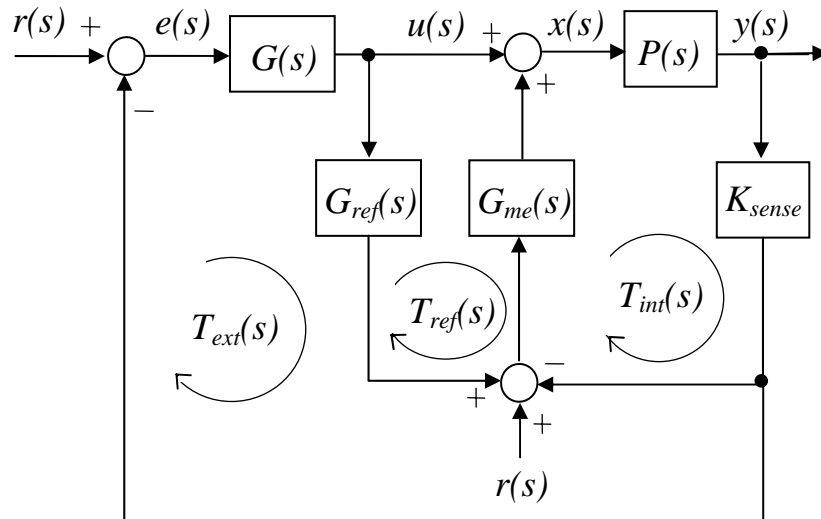 r(s) + e(s) G(s) u(s) + x(s) P(s) y(s)
− +
G_ref(s) G_me(s) K_sense
T_ext(s) T_ref(s) T_int(s)
−
+ +
r(s)